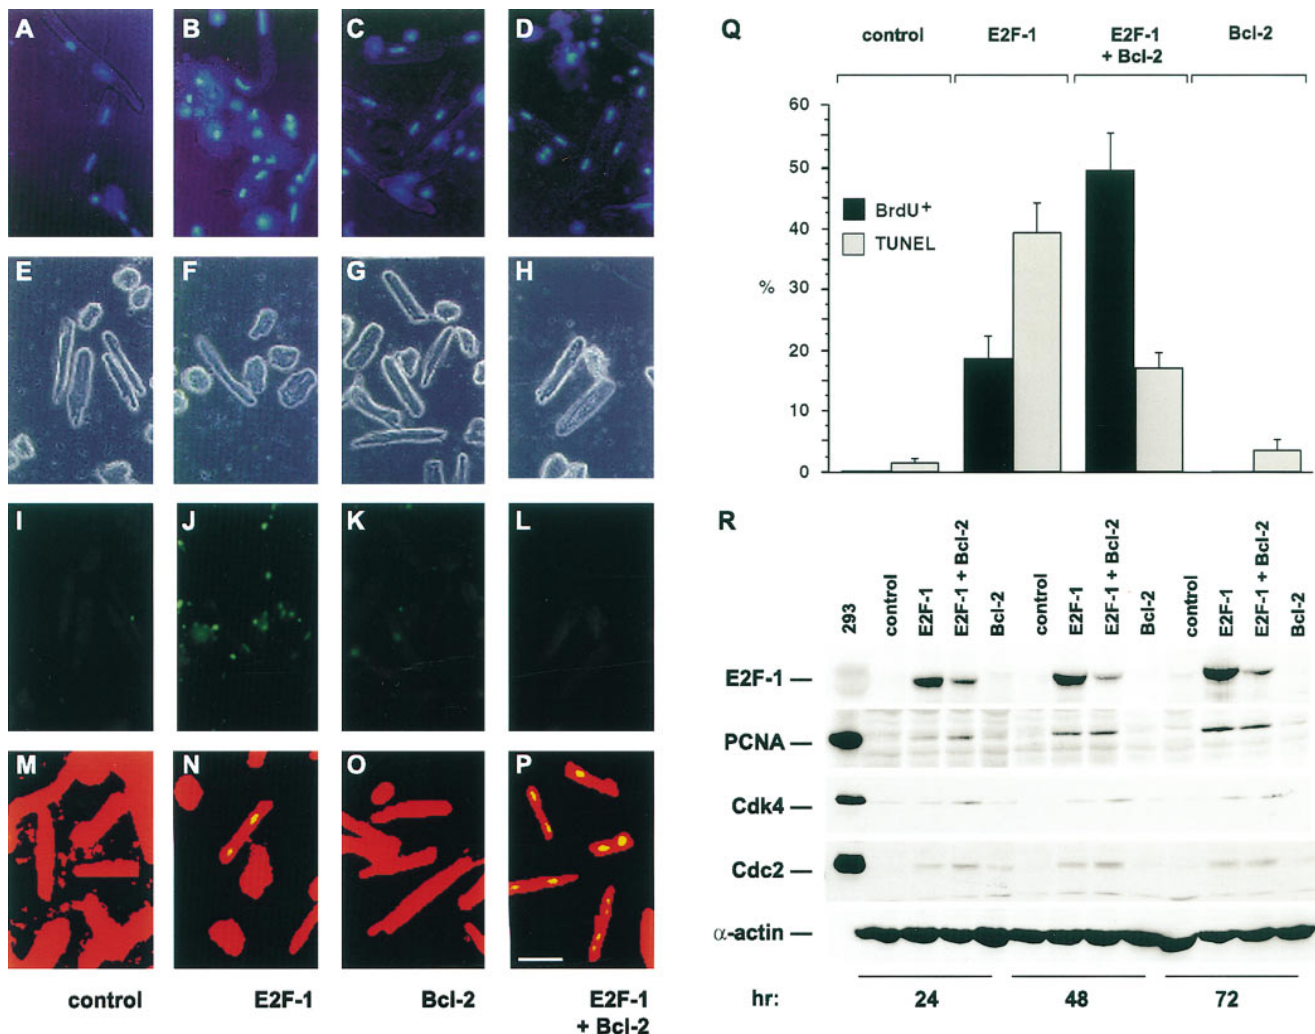 A B C D
E F G H
I J K L
M N O P
control E2F-1 Bcl-2 E2F-1
+ Bcl-2
Q control E2F-1 E2F-1 Bcl-2
+ Bcl-2
60
50
40
%
30
20
10
0
BrdU+
TUNEL
R
293 control E2F-1 E2F-1 + Bcl-2 Bcl-2 control E2F-1 E2F-1 + Bcl-2 Bcl-2 control E2F-1 E2F-1 + Bcl-2 Bcl-2
E2F-1
PCNA
Cdk4
Cdc2
α-actin
hr: 24 48 72